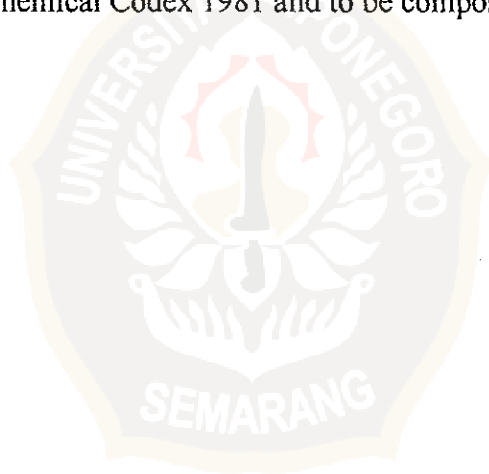 hemical Codex 1981 and to be compo
UNIVERSITAS DIPONEGORO
SEMARANG